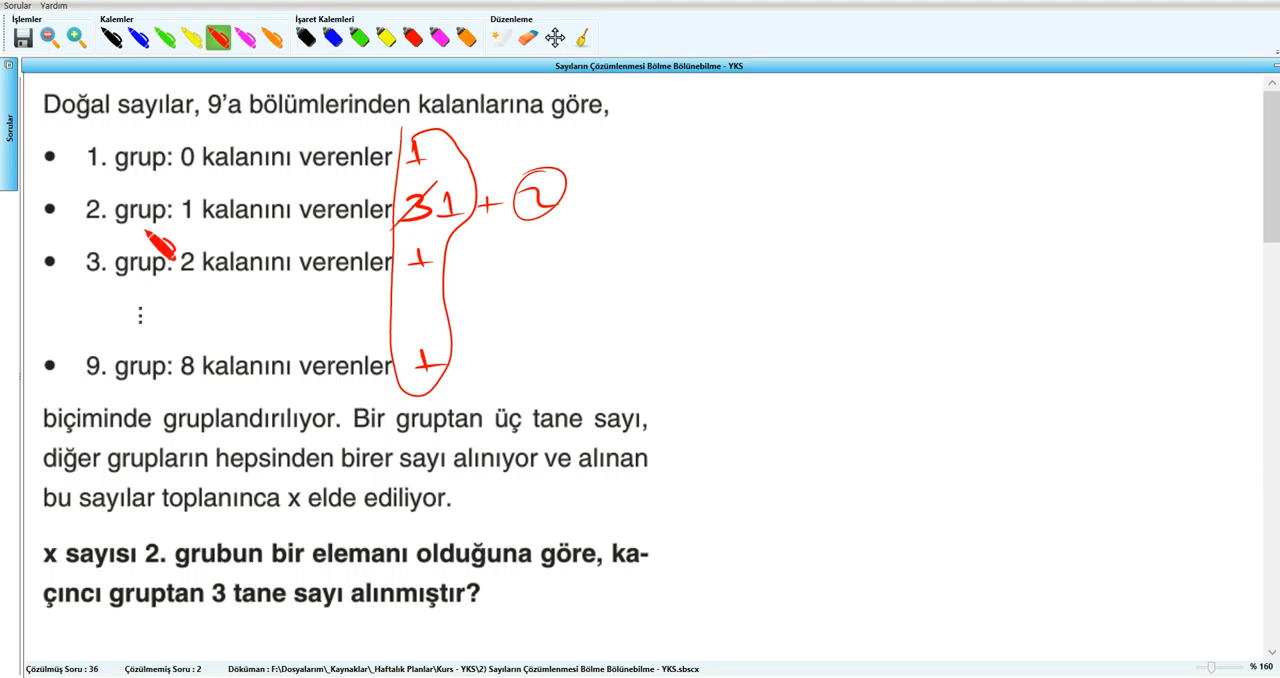 Sorular Yardım
İşlemler Kalemler İşaret Kalemleri Düzenleme
Sayıların Çözümlenmesi Bölme Bölünebilme - YKS
Sorular
Doğal sayılar, 9’a bölümlerinden kalanlarına göre,
• 1. grup: 0 kalanını verenler 1
• 2. grup: 1 kalanını verenler 3 1 + 2
• 3. grup: 2 kalanını verenler +
⋮
• 9. grup: 8 kalanını verenler +
biçiminde gruplandırılıyor. Bir gruptan üç tane sayı,
diğer grupların hepsinden birer sayı alınıyor ve alınan
bu sayılar toplanınca x elde ediliyor.
x sayısı 2. grubun bir elemanı olduğuna göre, ka-
çıncı gruptan 3 tane sayı alınmıştır?
Çözülmüş Soru : 36 Çözülmemiş Soru : 2 Döküman : F:\Dosyalarım\_Kaynaklar\_Haftalık Planlar\Kurs - YKS\2) Sayıların Çözümlenmesi Bölme Bölünebilme - YKS.sbscx % 160